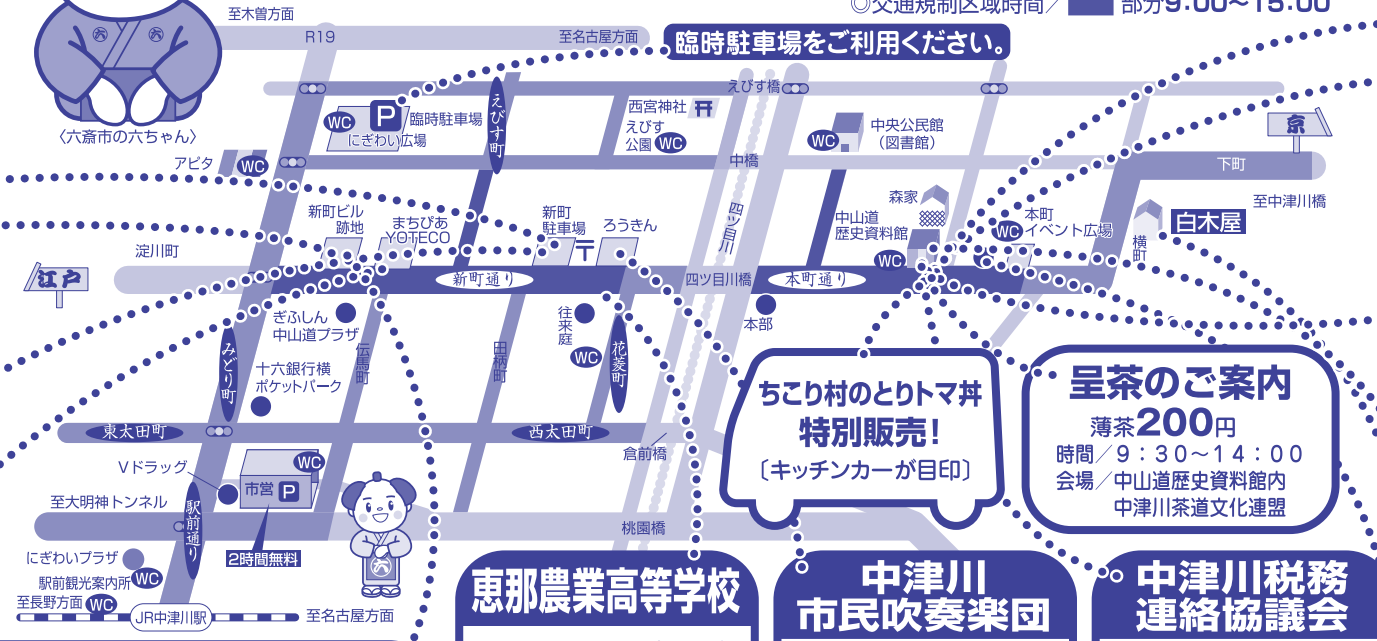 至木曽方面
◎交通規制区域時間／ 部分9:00〜15:00
R19
至名古屋方面
臨時駐車場をご利用ください。
えびす橋
WC
P
臨時駐車場
にぎわい広場
えびす町
西宮神社
えびす
公園
WC
WC
中央公民館
（図書館）
京
〈六斎市の六ちゃん〉
アピタ
WC
中橋
下町
至中津川橋
新町ビル
跡地
まちぴあ
YOTECO
新町
駐車場
〒
ろうきん
四ツ目川
森家
中山道
歴史資料館
WC
WC
本町
イベント広場
横町
白木屋
淀川町
江戸
新町通り
四ツ目川橋
本町通り
ぎふしん
中山道プラザ
往来庭
WC
本部
みどり町
伝馬町
田柄町
花菱町
十六銀行横
ポケットパーク
東太田町
西太田町
倉前橋
ちこり村のとりトマ丼
特別販売！
〔キッチンカーが目印〕
呈茶のご案内
薄茶200円
時間／9：30〜14：00
会場／中山道歴史資料館内
中津川茶道文化連盟
Vドラッグ
WC
市営
P
至大明神トンネル
駅前通り
六
桃園橋
2時間無料
にぎわいプラザ
駅前観光案内所
WC
至長野方面
WC
JR中津川駅
至名古屋方面
恵那農業高等学校
中津川
市民吹奏楽団
中津川税務
連絡協議会